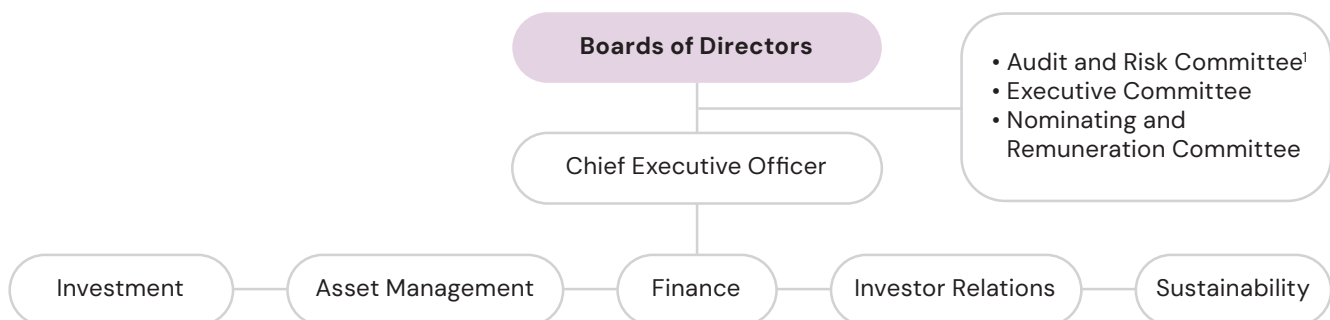 Boards of Directors
• Audit and Risk Committee¹
• Executive Committee
• Nominating and
Remuneration Committee
Chief Executive Officer
Investment
Asset Management
Finance
Investor Relations
Sustainability